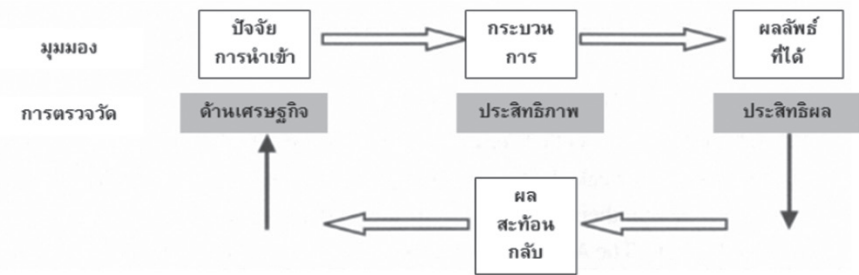 มุมมอง
ปัจจัย
การนำเข้า
กระบวน
การ
ผลลัพธ์
ที่ได้
การตรวจวัด
ด้านเศรษฐกิจ
ประสิทธิภาพ
ประสิทธิผล
ผล
สะท้อน
กลับ